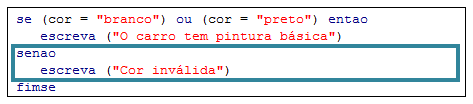 se (cor = "branco") ou (cor = "preto") entao
escreva ("O carro tem pintura básica")
senao
escreva ("Cor inválida")
fimse